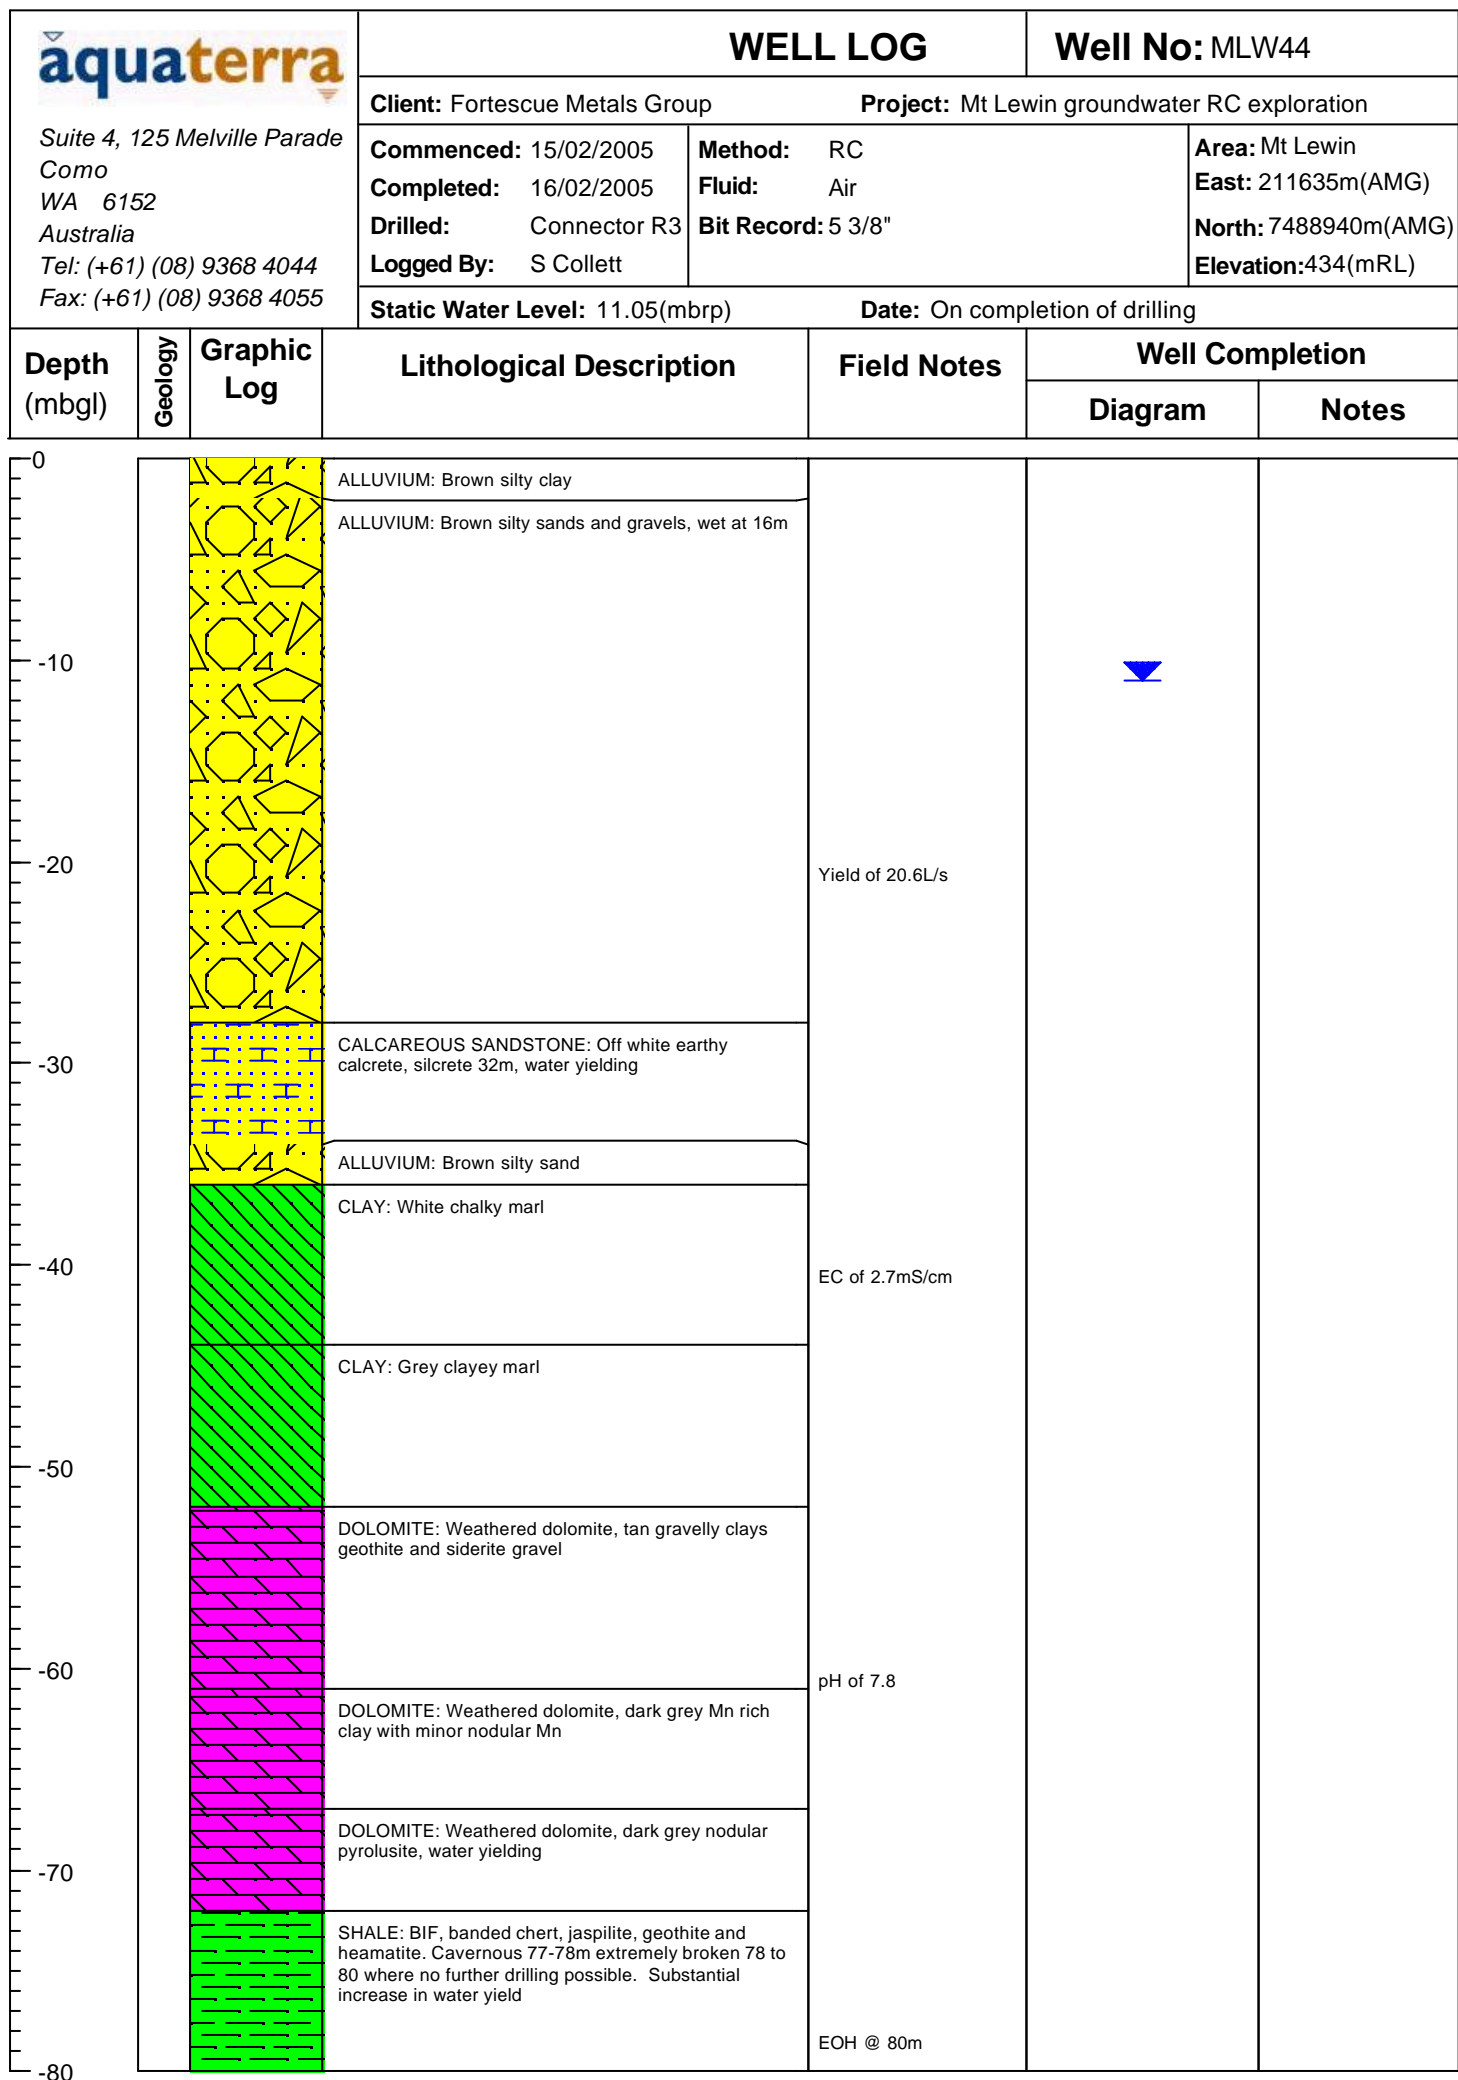 aquaterra
Suite 4, 125 Melville Parade
Como
WA 6152
Australia
Tel: (+61) (08) 9368 4044
Fax: (+61) (08) 9368 4055
WELL LOG
Well No: MLW44
Client: Fortescue Metals Group
Project: Mt Lewin groundwater RC exploration
Commenced: 15/02/2005
Completed: 16/02/2005
Drilled: Connector R3
Logged By: S Collett
Method: RC
Fluid: Air
Bit Record: 5 3/8"
Area: Mt Lewin
East: 211635m(AMG)
North: 7488940m(AMG)
Elevation:434(mRL)
Static Water Level: 11.05(mbrp)
Date: On completion of drilling
Depth
(mbgl)
Geology
Graphic
Log
Lithological Description
Field Notes
Well Completion
Diagram
Notes
0
ALLUVIUM: Brown silty clay
ALLUVIUM: Brown silty sands and gravels, wet at 16m
-10
-20
Yield of 20.6L/s
CALCAREOUS SANDSTONE: Off white earthy
calcrete, silcrete 32m, water yielding
-30
ALLUVIUM: Brown silty sand
CLAY: White chalky marl
-40
EC of 2.7mS/cm
CLAY: Grey clayey marl
-50
DOLOMITE: Weathered dolomite, tan gravelly clays
geothite and siderite gravel
-60
pH of 7.8
DOLOMITE: Weathered dolomite, dark grey Mn rich
clay with minor nodular Mn
DOLOMITE: Weathered dolomite, dark grey nodular
pyrolusite, water yielding
-70
SHALE: BIF, banded chert, jaspilite, geothite and
heamatite. Cavernous 77-78m extremely broken 78 to
80 where no further drilling possible. Substantial
increase in water yield
EOH @ 80m
-80